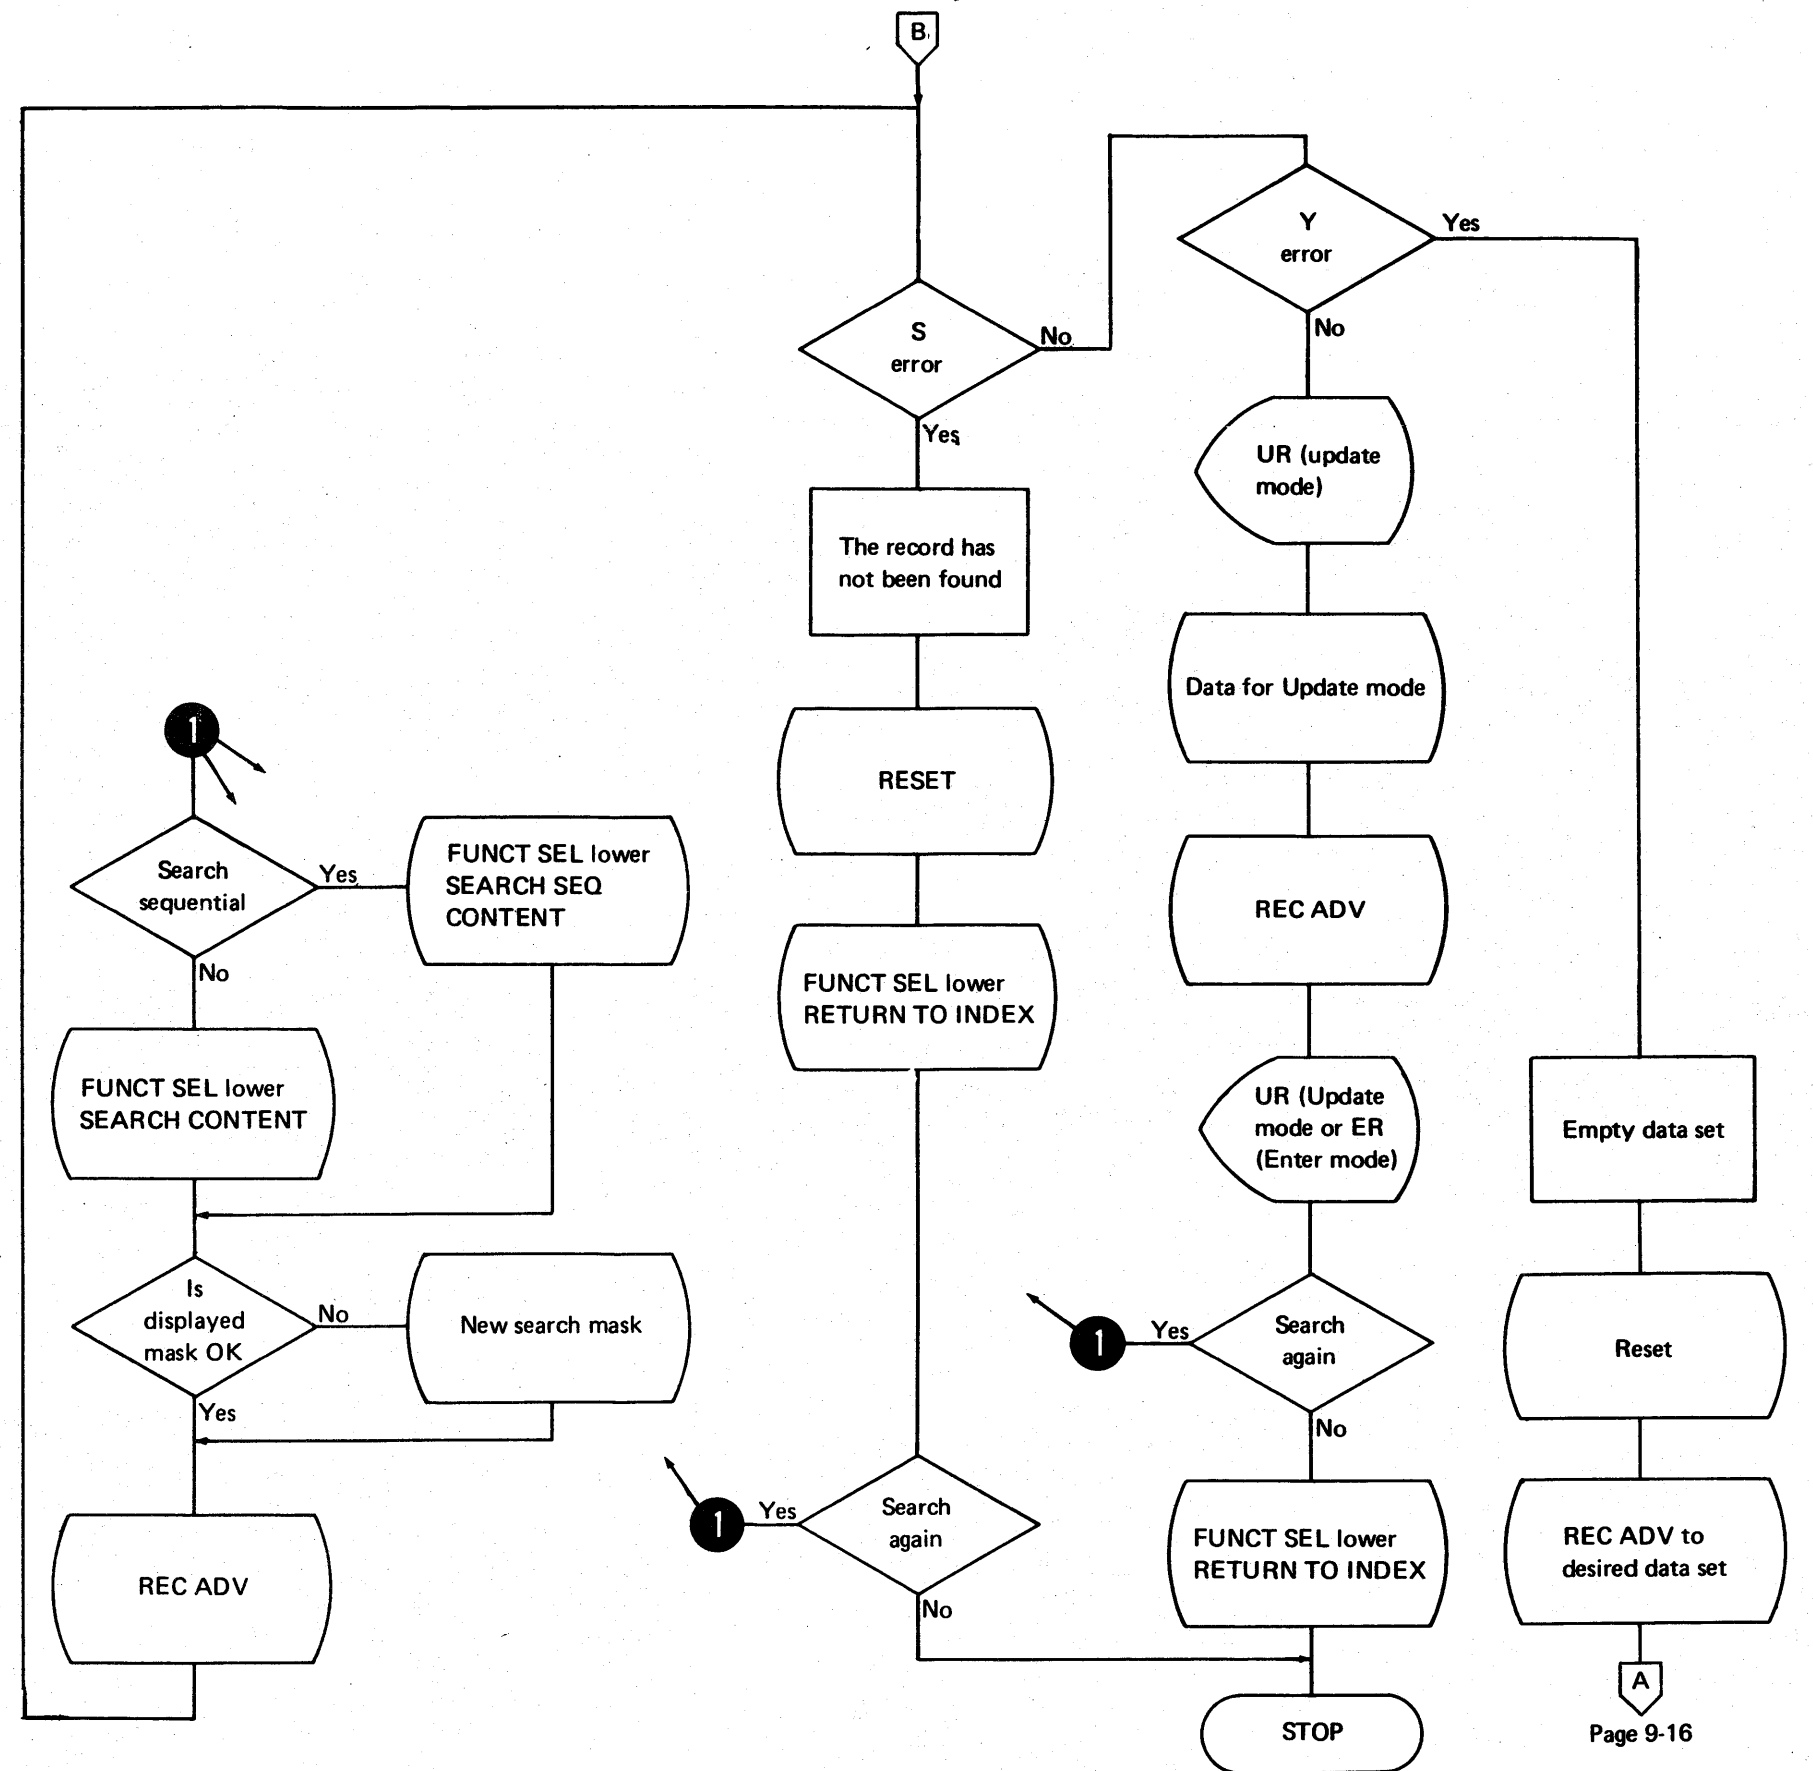 B
S
error
No
Yes
The record has
not been found
RESET
FUNCT SEL lower
RETURN TO INDEX
Search
again
Yes
1
No
Y
error
Yes
No
UR (update
mode)
Data for Update mode
REC ADV
UR (Update
mode or ER
(Enter mode)
Search
again
Yes
1
No
FUNCT SEL lower
RETURN TO INDEX
STOP
Empty data set
Reset
REC ADV to
desired data set
A
Page 9-16
1
Search
sequential
Yes
FUNCT SEL lower
SEARCH SEQ
CONTENT
No
FUNCT SEL lower
SEARCH CONTENT
Is
displayed
mask OK
No
New search mask
Yes
REC ADV